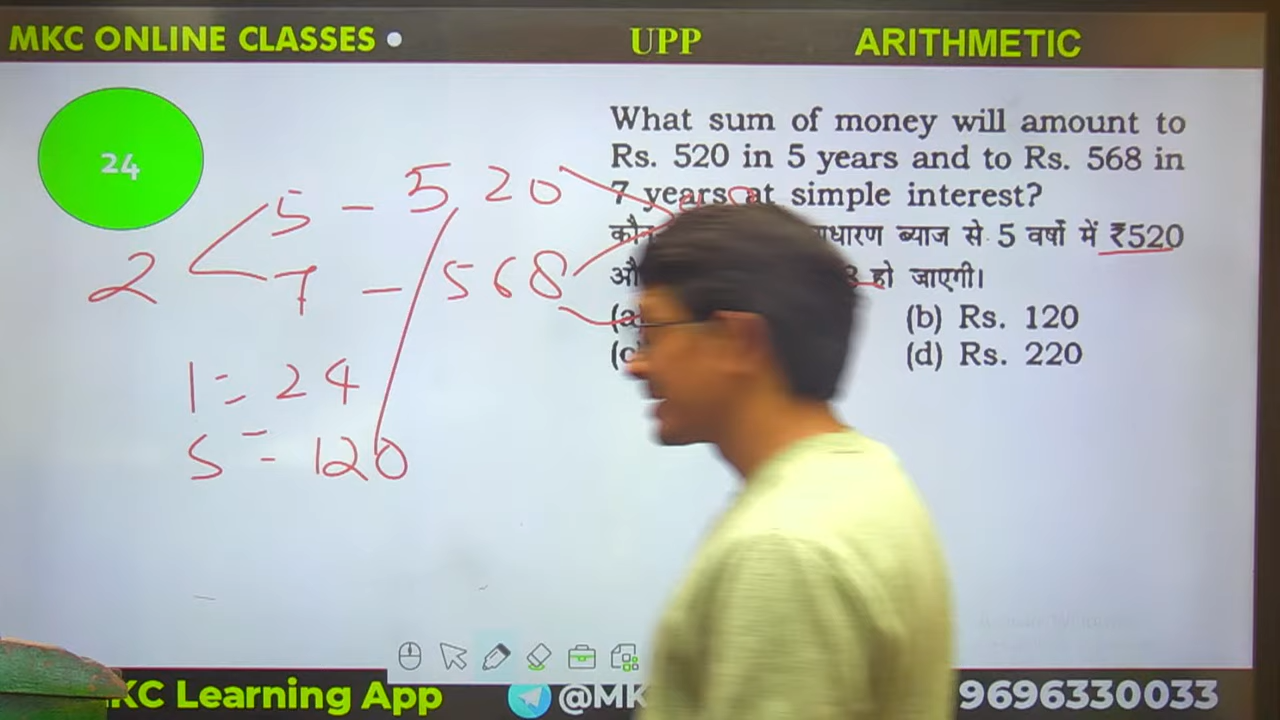 MKC ONLINE CLASSES
UPP
ARITHMETIC
24
What sum of money will amount to
Rs. 520 in 5 years and to Rs. 568 in
7 years at simple interest?
साधारण ब्याज से 5 वर्षों में ₹520
हो जाएगी।
(b) Rs. 120
(d) Rs. 220
5 - 520
2
7 - 568
1 = 24
5 = 120
KC Learning App
@MK
9696330033